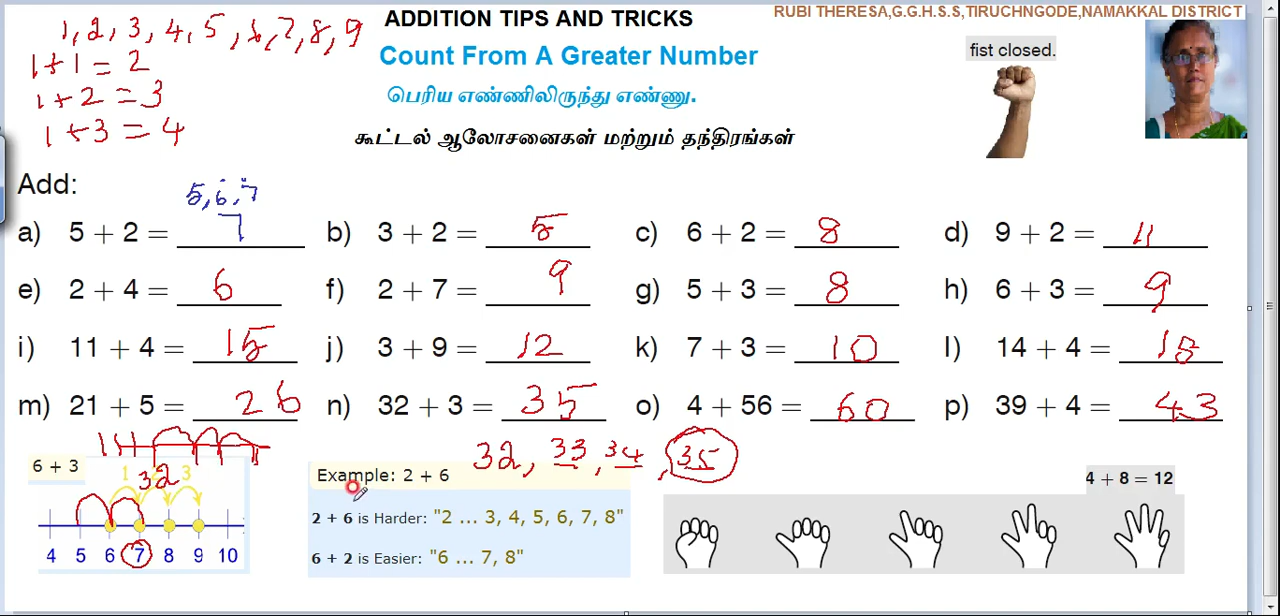 RUBI THERESA,G.G.H.S.S,TIRUCHNGODE,NAMAKKAL DISTRICT
ADDITION TIPS AND TRICKS
1, 2, 3, 4, 5, 6, 7, 8, 9
Count From A Greater Number
fist closed.
1+1 = 2
1+2 = 3
பெரிய எண்ணிலிருந்து எண்ணு.
1+3 = 4
கூட்டல் ஆலோசனைகள் மற்றும் தந்திரங்கள்
Add:
5, 6, 7
a) 5 + 2 = 7 b) 3 + 2 = 5 c) 6 + 2 = 8 d) 9 + 2 = 11
e) 2 + 4 = 6 f) 2 + 7 = 9 g) 5 + 3 = 8 h) 6 + 3 = 9
i) 11 + 4 = 15 j) 3 + 9 = 12 k) 7 + 3 = 10 l) 14 + 4 = 18
m) 21 + 5 = 26 n) 32 + 3 = 35 o) 4 + 56 = 60 p) 39 + 4 = 43
32, 33, 34, 35
6 + 3
1 2 3
32
4 5 6 7 8 9 10
Example: 2 + 6
2 + 6 is Harder: "2 ... 3, 4, 5, 6, 7, 8"
6 + 2 is Easier: "6 ... 7, 8"
4 + 8 = 12